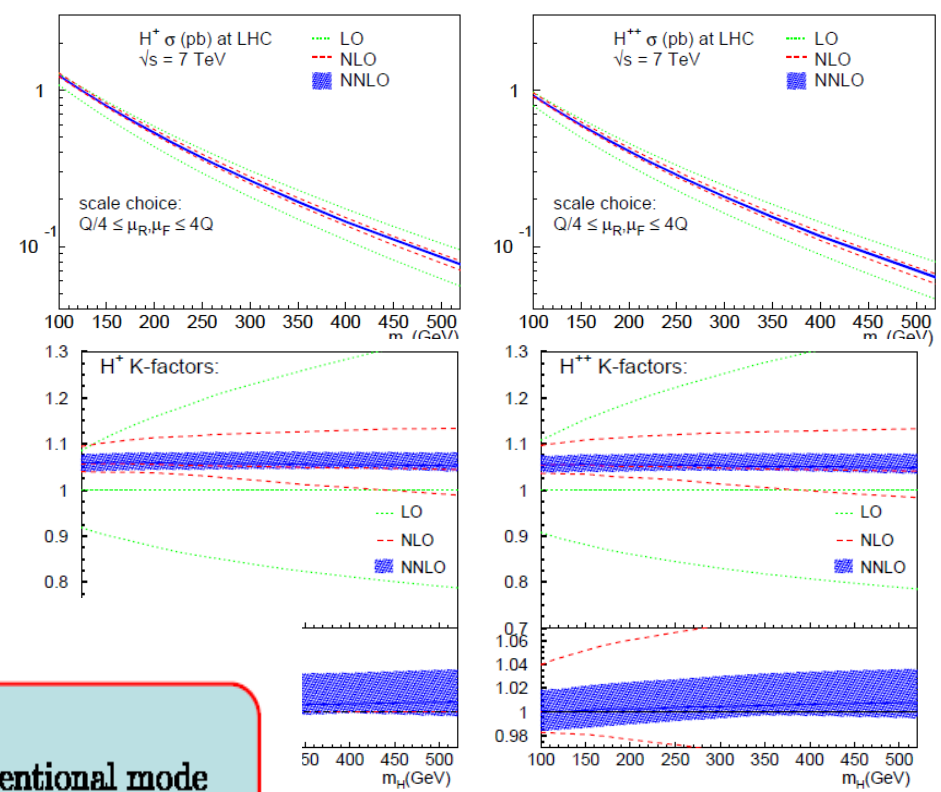 H⁺ σ (pb) at LHC
√s = 7 TeV
LO
NLO
NNLO
1
10 -1
scale choice:
Q/4 ≤ μR,μF ≤ 4Q
100 150 200 250 300 350 400 450 500
H⁺⁺ σ (pb) at LHC
√s = 7 TeV
LO
NLO
NNLO
1
10 -1
scale choice:
Q/4 ≤ μR,μF ≤ 4Q
100 150 200 250 300 350 400 450 500
H⁺ K-factors:
1.3
1.2
1.1
1
0.9
0.8
LO
NLO
NNLO
H⁺⁺ K-factors:
1.3
1.2
1.1
1
0.9
0.8
0.7
LO
NLO
NNLO
1.06
1.04
1.02
1
0.98
50 400 450 500
mH(GeV)
100 150 200 250 300 350 400 450 500
mH(GeV)
entional mode